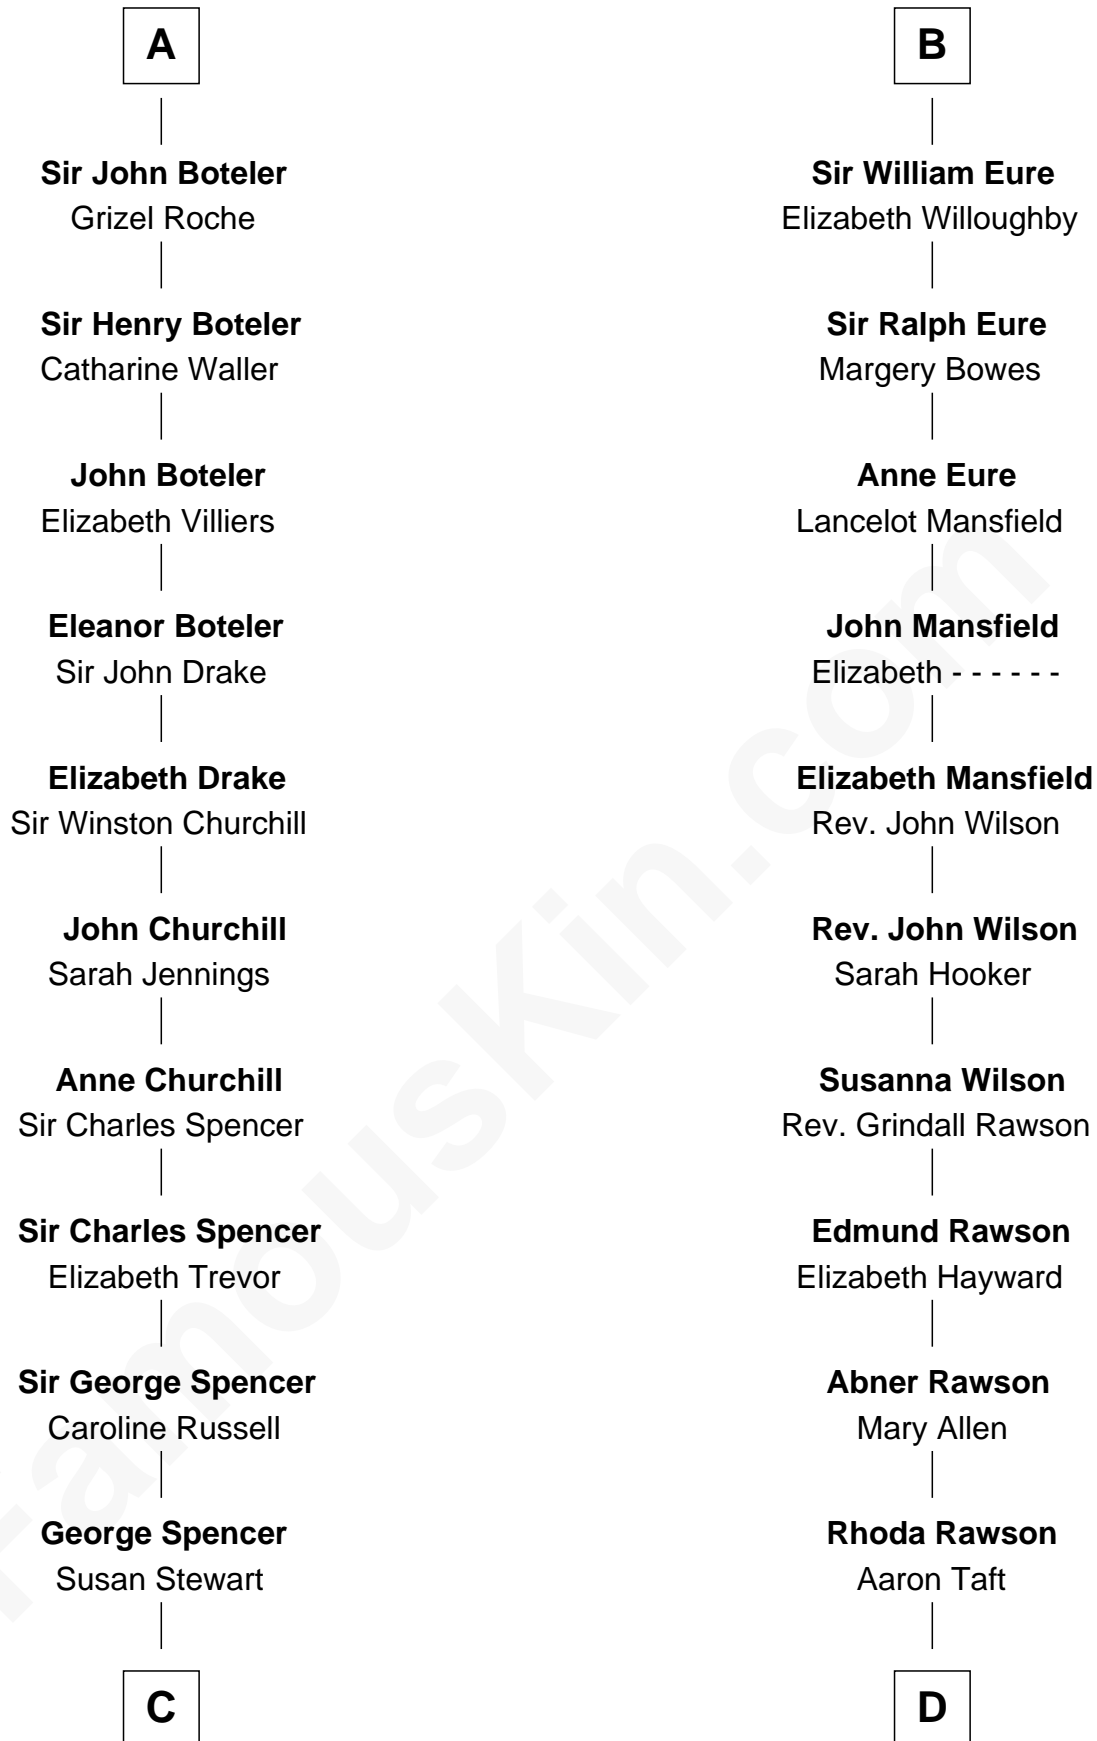 A
Sir John Boteler
Grizel Roche
Sir Henry Boteler
Catharine Waller
John Boteler
Elizabeth Villiers
Eleanor Boteler
Sir John Drake
Elizabeth Drake
Sir Winston Churchill
John Churchill
Sarah Jennings
Anne Churchill
Sir Charles Spencer
Sir Charles Spencer
Elizabeth Trevor
Sir George Spencer
Caroline Russell
George Spencer
Susan Stewart
C
B
Sir William Eure
Elizabeth Willoughby
Sir Ralph Eure
Margery Bowes
Anne Eure
Lancelot Mansfield
John Mansfield
Elizabeth - - - - - -
Elizabeth Mansfield
Rev. John Wilson
Rev. John Wilson
Sarah Hooker
Susanna Wilson
Rev. Grindall Rawson
Edmund Rawson
Elizabeth Hayward
Abner Rawson
Mary Allen
Rhoda Rawson
Aaron Taft
D
FamousKin.com